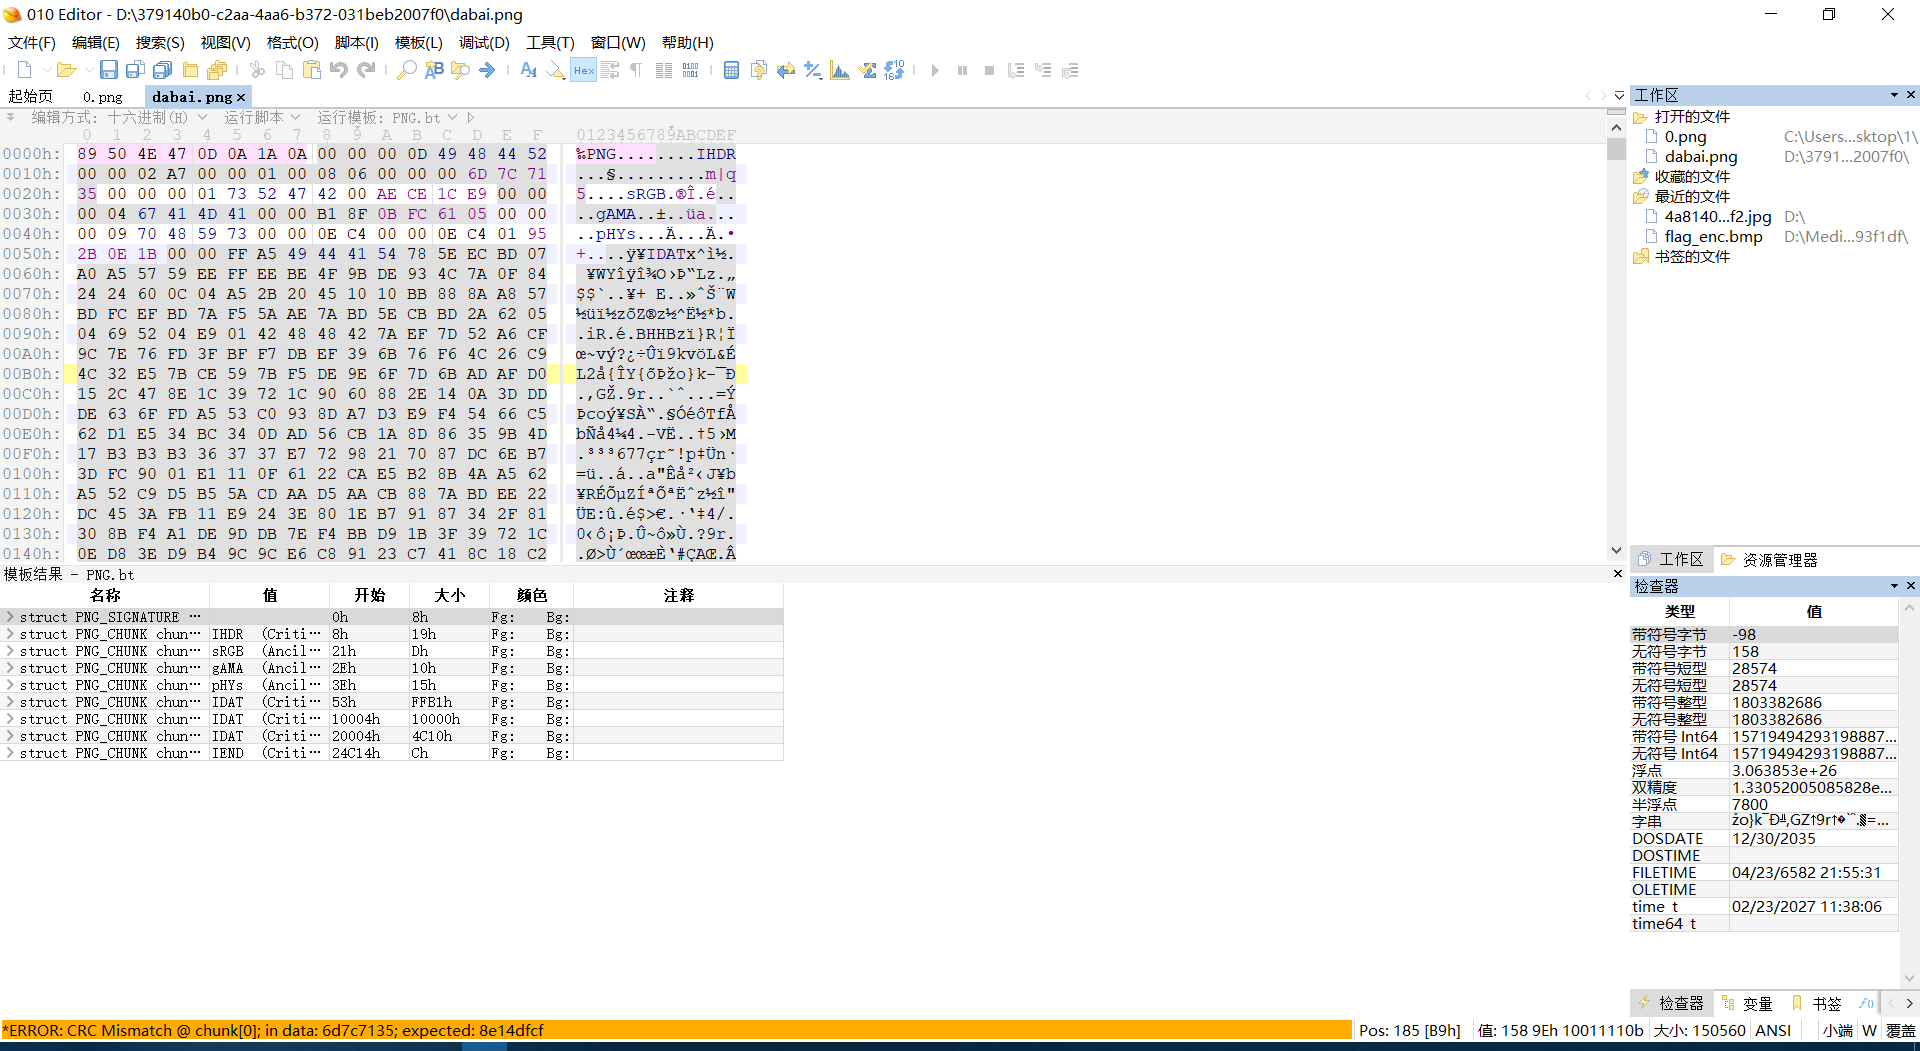 010 Editor - D:\379140b0-c2aa-4aa6-b372-031beb2007f0\dabai.png
文件(F) 编辑(E) 搜索(S) 视图(V) 格式(O) 脚本(I) 模板(L) 调试(D) 工具(T) 窗口(W) 帮助(H)
起始页 0.png dabai.png
编辑方式: 十六进制(H) 运行脚本 运行模板: PNG.bt
0 1 2 3 4 5 6 7 8 9 A B C D E F 0123456789ABCDEF
0000h: 89 50 4E 47 0D 0A 1A 0A 00 00 00 0D 49 48 44 52 ‰PNG........IHDR
0010h: 00 00 02 A7 00 00 01 00 08 06 00 00 00 6D 7C 71 ...§.........m|q
0020h: 35 00 00 00 01 73 52 47 42 00 AE CE 1C E9 00 00 5....sRGB.®Î.é..
0030h: 00 04 67 41 4D 41 00 00 B1 8F 0B FC 61 05 00 00 ..gAMA..±..üa...
0040h: 00 09 70 48 59 73 00 00 0E C4 00 00 0E C4 01 95 ..pHYs...Ä...Ä.•
0050h: 2B 0E 1B 00 00 FF A5 49 44 41 54 78 5E EC BD 07 +....ÿ¥IDATx^ì½.
0060h: A0 A5 57 59 EE FF EE BE 4F 9B DE 93 4C 7A 0F 84  ¥WYîÿî¾O›Þ“Lz.„
0070h: 24 24 60 0C 04 A5 2B 20 45 10 10 BB 88 8A A8 57 $$`..¥+ E..»ˆŠ¨W
0080h: BD FC EF BD 7A F5 5A AE 7A BD 5E CB BD 2A 62 05 ½üï½zõZ®z½^Ë½*b.
0090h: 04 69 52 04 E9 01 42 48 48 42 7A EF 7D 52 A6 CF .iR.é.BHHBzï}R¦Ï
00A0h: 9C 7E 76 FD 3F BF F7 DB EF 39 6B 76 F6 4C 26 C9 œ~vý?¿÷Ûï9kvöL&É
00B0h: 4C 32 E5 7B CE 59 7B F5 DE 9E 6F 7D 6B AD AF D0 L2å{ÎY{õÞžo}k-¯Ð
00C0h: 15 2C 47 8E 1C 39 72 1C 90 60 88 2E 14 0A 3D DD .,GŽ.9r..`ˆ...=Ý
00D0h: DE 63 6F FD A5 53 C0 93 8D A7 D3 E9 F4 54 66 C5 Þcoý¥SÀ“.§ÓéôTfÅ
00E0h: 62 D1 E5 34 BC 34 0D AD 56 CB 1A 8D 86 35 9B 4D bÑå4¼4.-VË..†5›M
00F0h: 17 B3 B3 B3 36 37 37 E7 72 98 21 70 87 DC 6E B7 .³³³677çr˜!p‡Ün·
0100h: 3D FC 90 01 E1 11 0F 61 22 CA E5 B2 8B 4A A5 62 =ü..á..a"Êå²‹J¥b
0110h: A5 52 C9 D5 B5 5A CD AA D5 AA CB 88 7A BD EE 22 ¥RÉÕµZÍªÕªËˆz½î"
0120h: DC 45 3A FB 11 E9 24 3E 80 1E B7 91 87 34 2F 81 ÜE:û.é$>€.·‘‡4/.
0130h: 30 8B F4 A1 DE 9D DB 7E F4 BB D9 1B 3F 39 72 1C 0‹ô¡Þ.Û~ô»Ù.?9r.
0140h: 0E D8 3E D9 B4 9C 9C E6 C8 91 23 C7 41 8C 18 C2 .Ø>Ù´œœæÈ‘#ÇAŒ.Â
模板结果 - PNG.bt
名称 值 开始 大小 颜色 注释
struct PNG_SIGNATURE … 0h 8h Fg: Bg:
struct PNG_CHUNK chun… IHDR (Criti… 8h 19h Fg: Bg:
struct PNG_CHUNK chun… sRGB (Ancil… 21h Dh Fg: Bg:
struct PNG_CHUNK chun… gAMA (Ancil… 2Eh 10h Fg: Bg:
struct PNG_CHUNK chun… pHYs (Ancil… 3Eh 15h Fg: Bg:
struct PNG_CHUNK chun… IDAT (Criti… 53h FFB1h Fg: Bg:
struct PNG_CHUNK chun… IDAT (Criti… 10004h 10000h Fg: Bg:
struct PNG_CHUNK chun… IDAT (Criti… 20004h 4C10h Fg: Bg:
struct PNG_CHUNK chun… IEND (Criti… 24C14h Ch Fg: Bg:
工作区
打开的文件
0.png C:\Users...sktop\1\
dabai.png D:\3791...2007f0\
收藏的文件
最近的文件
4a8140...f2.jpg D:\
flag_enc.bmp D:\Medi...93f1df\
书签的文件
工作区 资源管理器
检查器
类型 值
带符号字节 -98
无符号字节 158
带符号短型 28574
无符号短型 28574
带符号整型 1803382686
无符号整型 1803382686
带符号 Int64 15719494293198887...
无符号 Int64 15719494293198887...
浮点 3.063853e+26
双精度 1.33052005085828e...
半浮点 7800
字串
DOSDATE 12/30/2035
DOSTIME
FILETIME 04/23/6582 21:55:31
OLETIME
time_t 02/23/2027 11:38:06
time64_t
检查器 变量 书签 f()
*ERROR: CRC Mismatch @ chunk[0]; in data: 6d7c7135; expected: 8e14dfcf
Pos: 185 [B9h] 值: 158 9Eh 10011110b 大小: 150560 ANSI 小端 W 覆盖